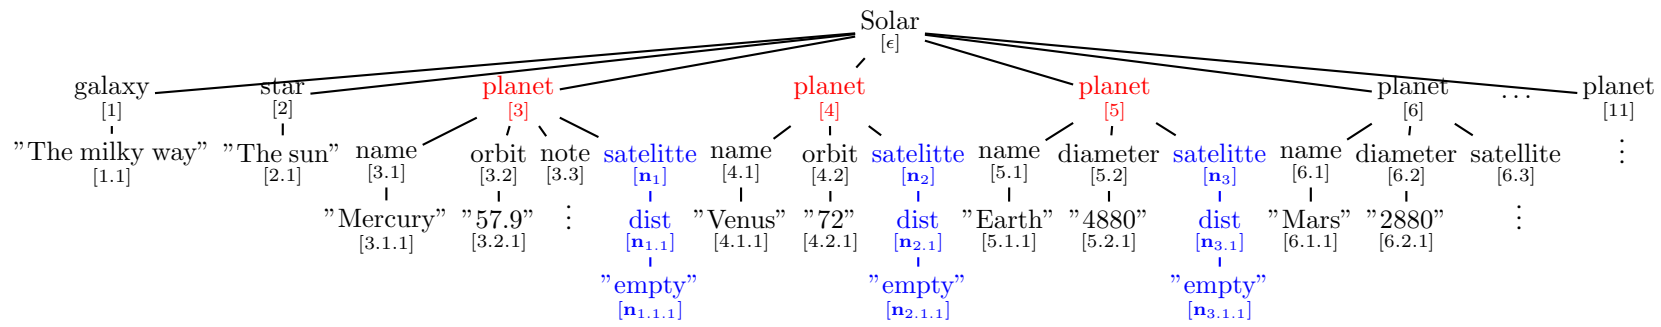 Solar
[ϵ]
galaxy star planet planet planet planet ... planet
[1] [2] [3] [4] [5] [6] [11]
"The milky way" "The sun" name orbit note satelitte name orbit satelitte name diameter satelitte name diameter satellite ⋮
[1.1] [2.1] [3.1] [3.2] [3.3] [n1] [4.1] [4.2] [n2] [5.1] [5.2] [n3] [6.1] [6.2] [6.3]
"Mercury" "57.9" ⋮ dist "Venus" "72" dist "Earth" "4880" dist "Mars" "2880" ⋮
[3.1.1] [3.2.1] [n1.1] [4.1.1] [4.2.1] [n2.1] [5.1.1] [5.2.1] [n3.1] [6.1.1] [6.2.1]
"empty" "empty" "empty"
[n1.1.1] [n2.1.1] [n3.1.1]